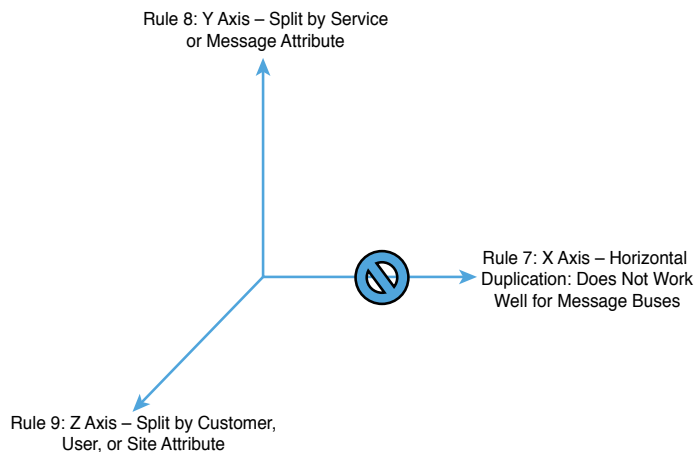 Rule 8: Y Axis – Split by Service
or Message Attribute
Rule 7: X Axis – Horizontal
Duplication: Does Not Work
Well for Message Buses
Rule 9: Z Axis – Split by Customer,
User, or Site Attribute